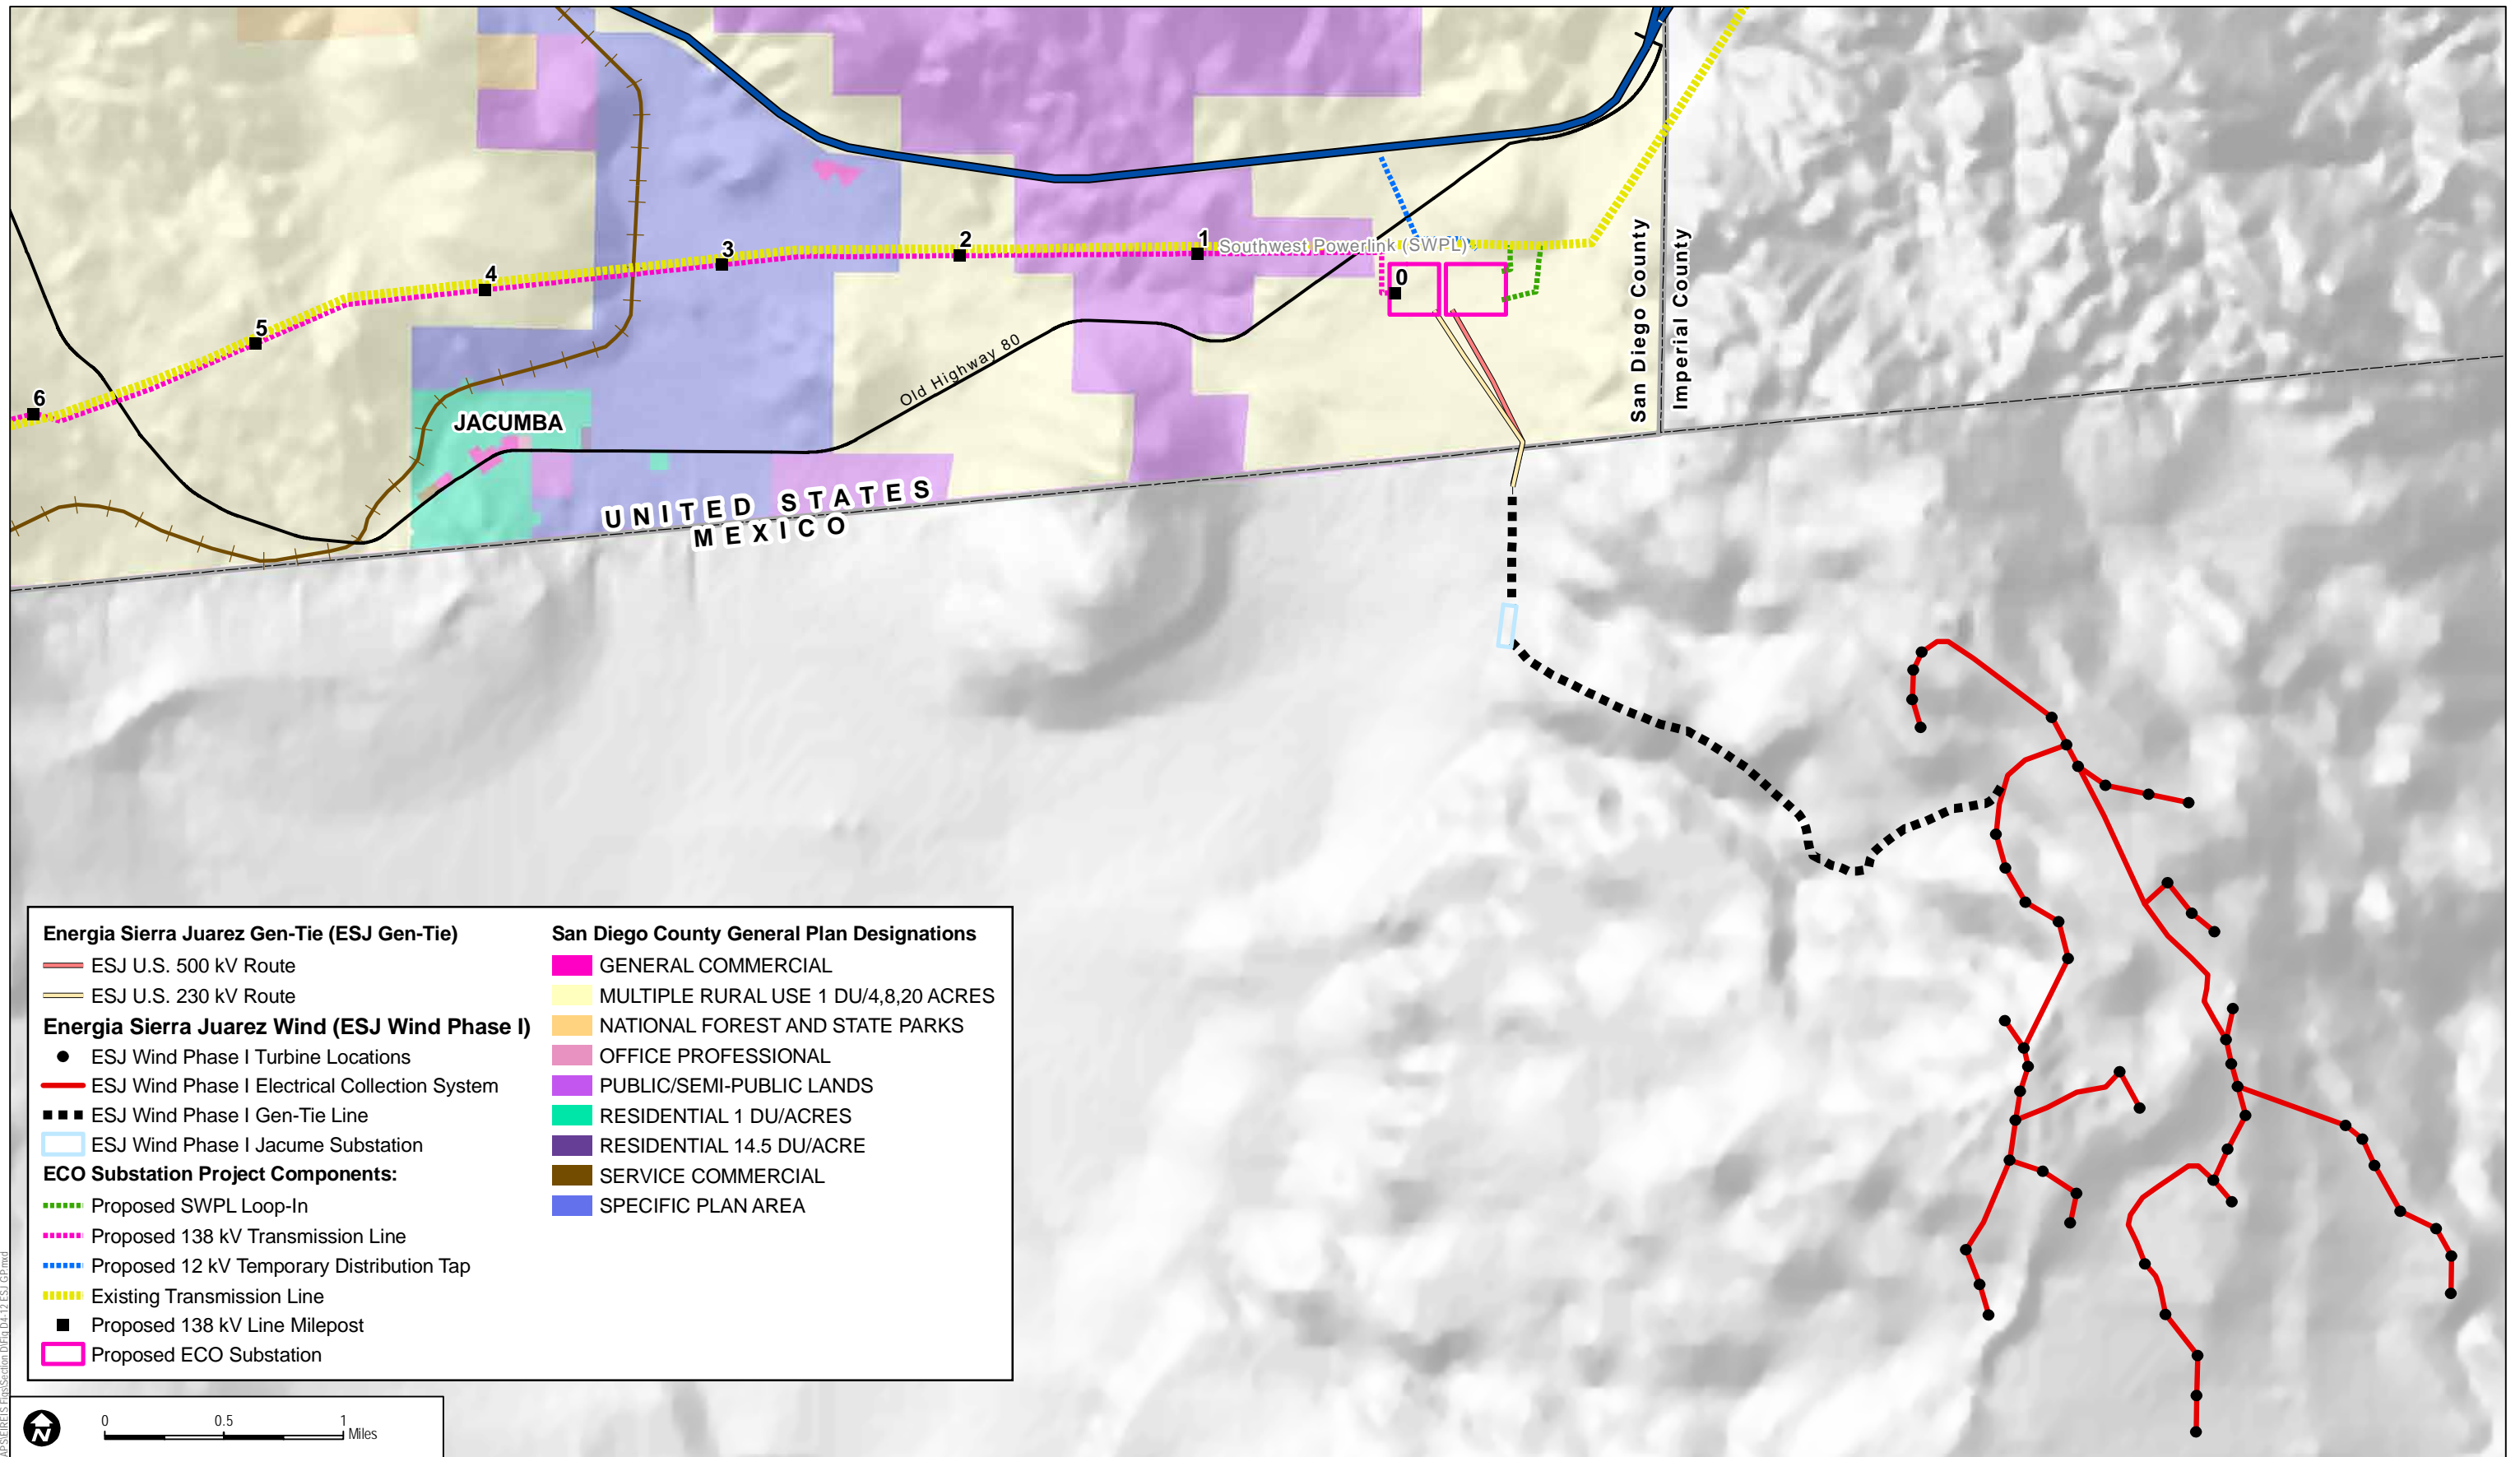 Southwest Powerlink (SWPL)
0
1
2
3
4
5
6
San Diego County
Imperial County
Old Highway 80
JACUMBA
UNITED STATES
MEXICO
Energia Sierra Juarez Gen-Tie (ESJ Gen-Tie)
ESJ U.S. 500 kV Route
ESJ U.S. 230 kV Route
Energia Sierra Juarez Wind (ESJ Wind Phase I)
ESJ Wind Phase I Turbine Locations
ESJ Wind Phase I Electrical Collection System
ESJ Wind Phase I Gen-Tie Line
ESJ Wind Phase I Jacume Substation
ECO Substation Project Components:
Proposed SWPL Loop-In
Proposed 138 kV Transmission Line
Proposed 12 kV Temporary Distribution Tap
Existing Transmission Line
Proposed 138 kV Line Milepost
Proposed ECO Substation
San Diego County General Plan Designations
GENERAL COMMERCIAL
MULTIPLE RURAL USE 1 DU/4,8,20 ACRES
NATIONAL FOREST AND STATE PARKS
OFFICE PROFESSIONAL
PUBLIC/SEMI-PUBLIC LANDS
RESIDENTIAL 1 DU/ACRES
RESIDENTIAL 14.5 DU/ACRE
SERVICE COMMERCIAL
SPECIFIC PLAN AREA
N
0 0.5 1
Miles